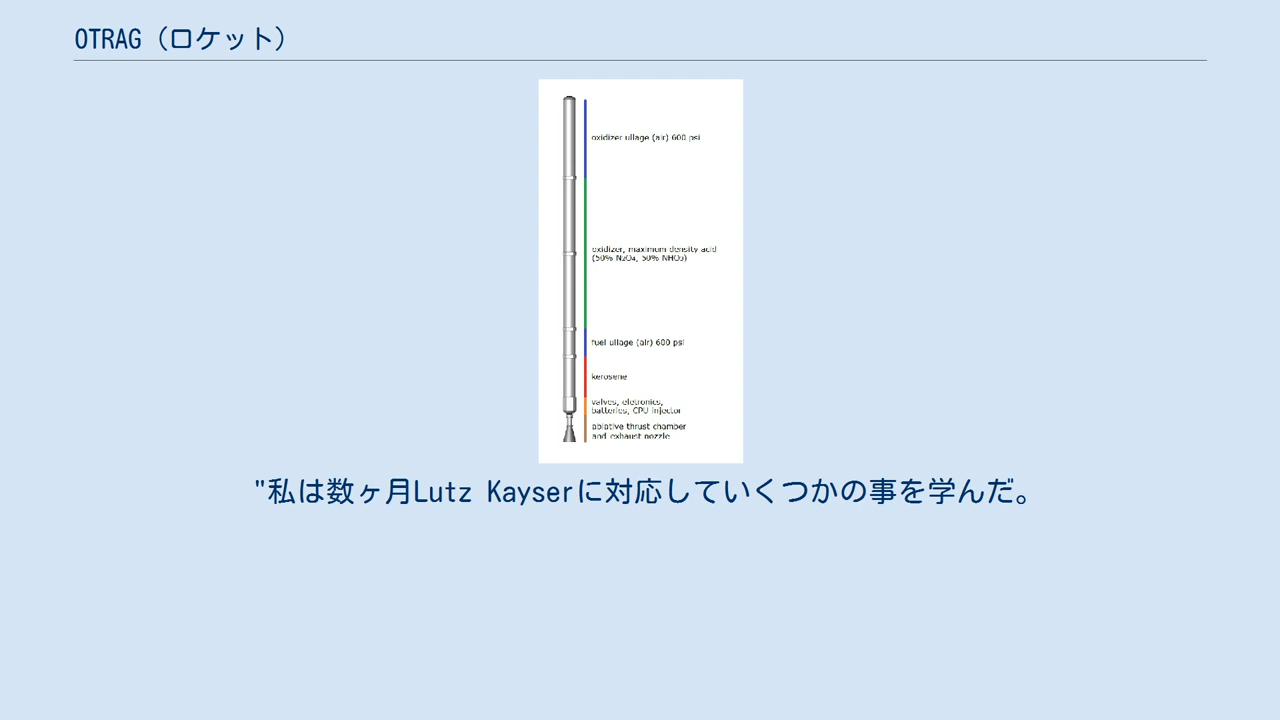 OTRAG（ロケット）
oxidizer ullage (air) 600 psi
oxidizer, maximum density acid
(50% N₂O₄, 50% NHO₃)
fuel ullage (air) 600 psi
kerosene
valves, eletronics,
batteries, CPU injector
ablative thrust chamber
and exhaust nozzle
"私は数ヶ月Lutz Kayserに対応していくつかの事を学んだ。